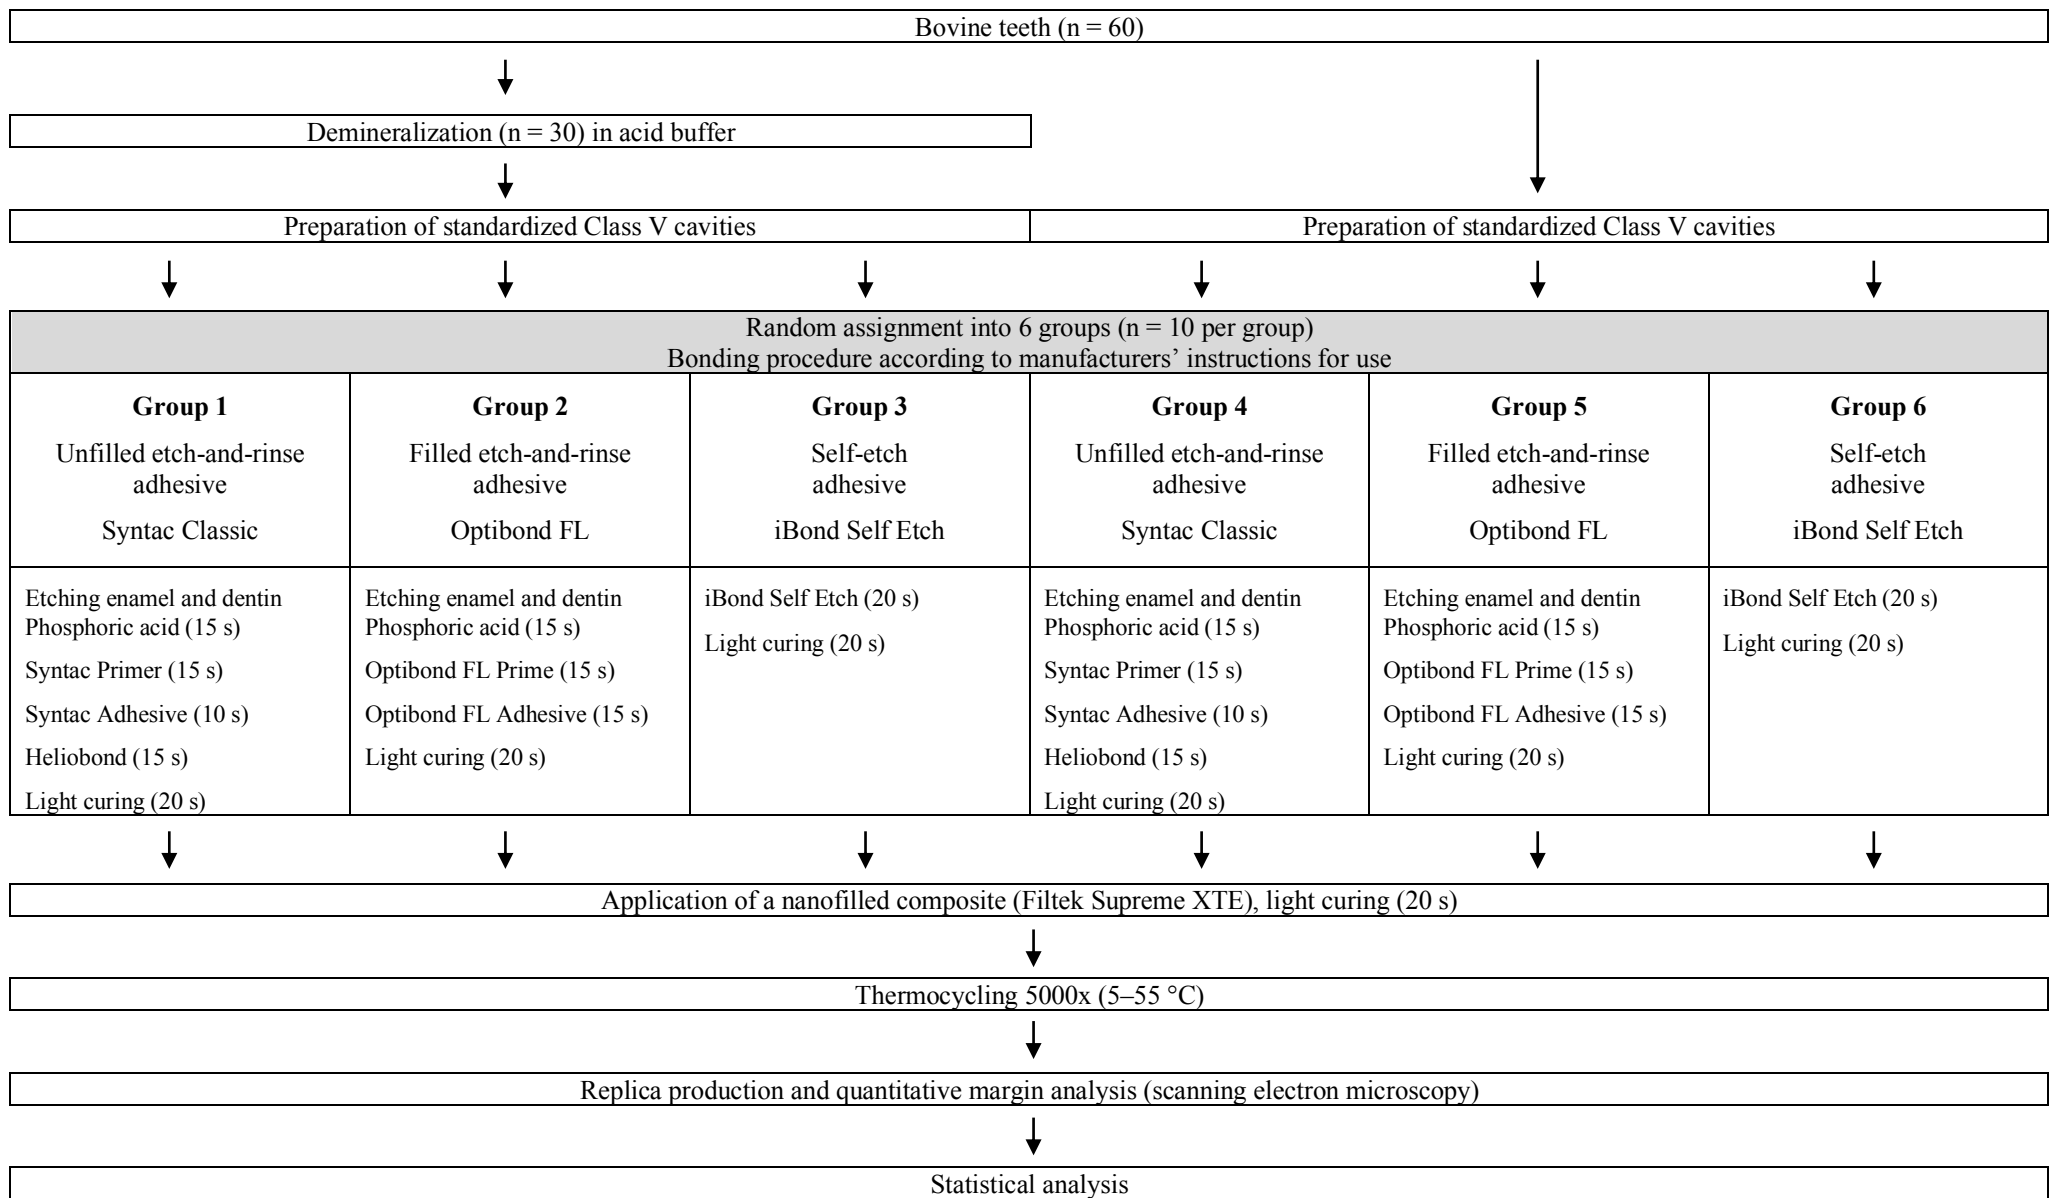 Bovine teeth (n = 60)
Demineralization (n = 30) in acid buffer
Preparation of standardized Class V cavities
Preparation of standardized Class V cavities
Random assignment into 6 groups (n = 10 per group)
Bonding procedure according to manufacturers’ instructions for use
Group 1
Unfilled etch-and-rinse
adhesive
Syntac Classic
Group 2
Filled etch-and-rinse
adhesive
Optibond FL
Group 3
Self-etch
adhesive
iBond Self Etch
Group 4
Unfilled etch-and-rinse
adhesive
Syntac Classic
Group 5
Filled etch-and-rinse
adhesive
Optibond FL
Group 6
Self-etch
adhesive
iBond Self Etch
Etching enamel and dentin
Phosphoric acid (15 s)
Syntac Primer (15 s)
Syntac Adhesive (10 s)
Heliobond (15 s)
Light curing (20 s)
Etching enamel and dentin
Phosphoric acid (15 s)
Optibond FL Prime (15 s)
Optibond FL Adhesive (15 s)
Light curing (20 s)
iBond Self Etch (20 s)
Light curing (20 s)
Etching enamel and dentin
Phosphoric acid (15 s)
Syntac Primer (15 s)
Syntac Adhesive (10 s)
Heliobond (15 s)
Light curing (20 s)
Etching enamel and dentin
Phosphoric acid (15 s)
Optibond FL Prime (15 s)
Optibond FL Adhesive (15 s)
Light curing (20 s)
iBond Self Etch (20 s)
Light curing (20 s)
Application of a nanofilled composite (Filtek Supreme XTE), light curing (20 s)
Thermocycling 5000x (5–55 °C)
Replica production and quantitative margin analysis (scanning electron microscopy)
Statistical analysis